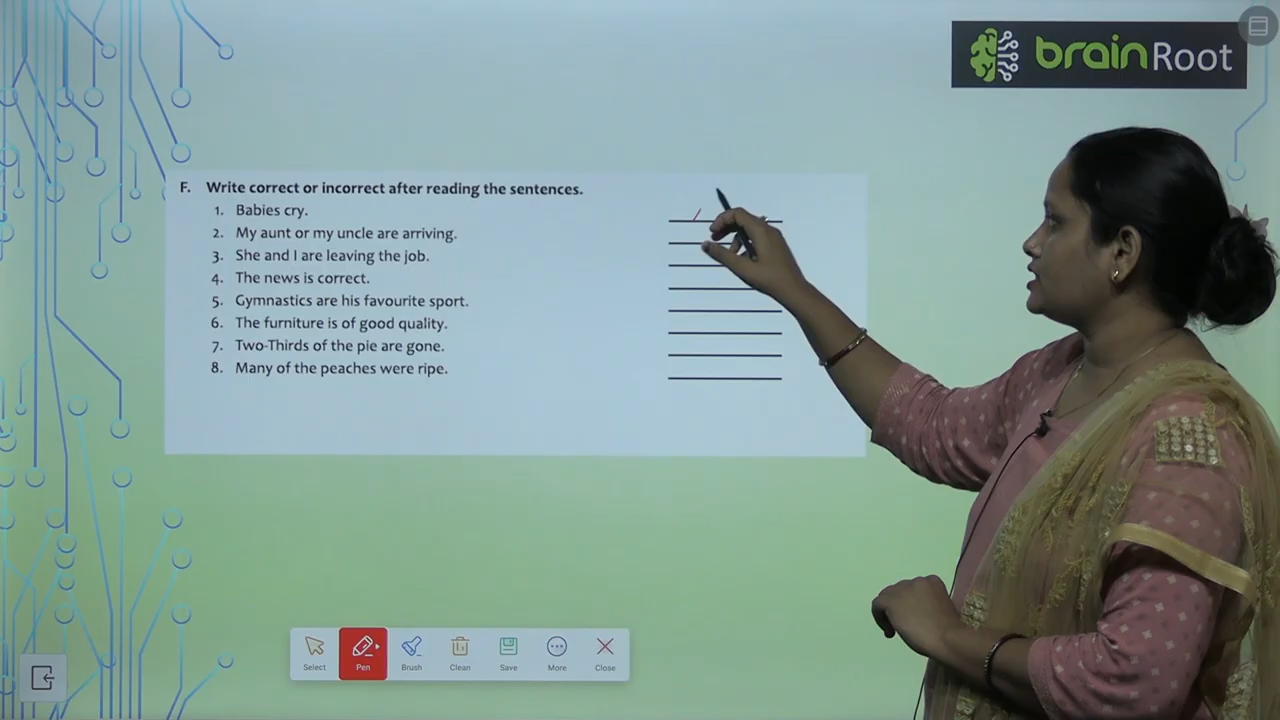 brainRoot
F. Write correct or incorrect after reading the sentences.
1. Babies cry.
2. My aunt or my uncle are arriving.
3. She and I are leaving the job.
4. The news is correct.
5. Gymnastics are his favourite sport.
6. The furniture is of good quality.
7. Two-Thirds of the pie are gone.
8. Many of the peaches were ripe.
Select Pen Brush Clean Save More Close